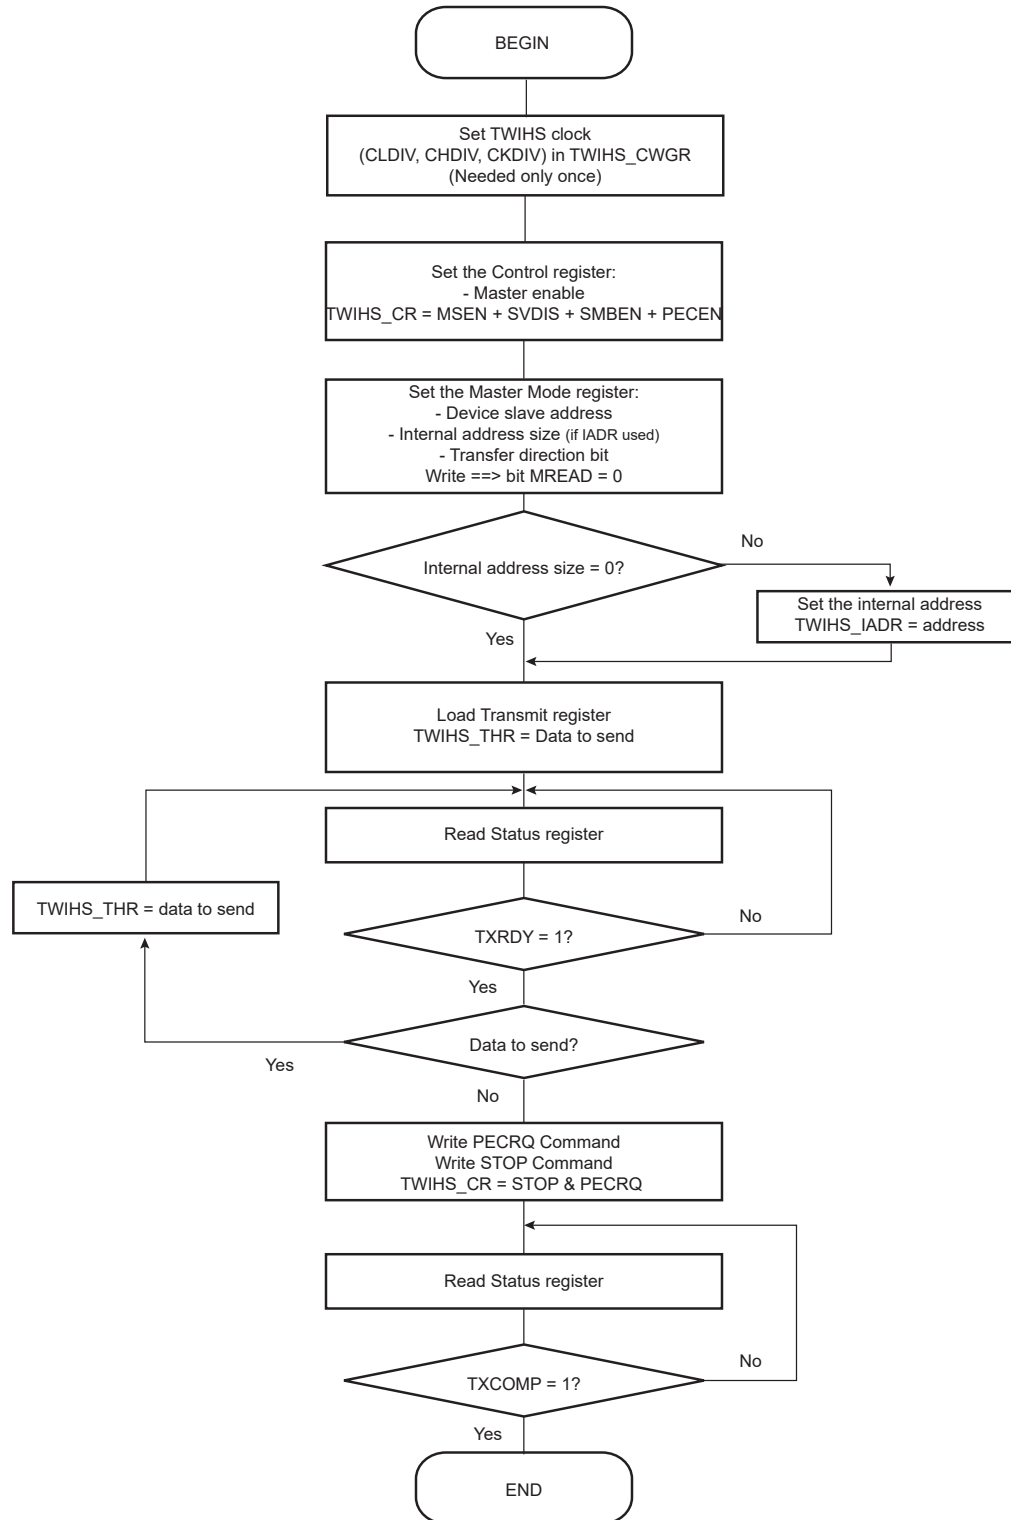 BEGIN
Set TWIHS clock
(CLDIV, CHDIV, CKDIV) in TWIHS_CWGR
(Needed only once)
Set the Control register:
- Master enable
TWIHS_CR = MSEN + SVDIS + SMBEN + PECEN
Set the Master Mode register:
- Device slave address
- Internal address size (if IADR used)
- Transfer direction bit
Write ==> bit MREAD = 0
No
Internal address size = 0?
Set the internal address
TWIHS_IADR = address
Yes
Load Transmit register
TWIHS_THR = Data to send
Read Status register
TWIHS_THR = data to send
No
TXRDY = 1?
Yes
Data to send?
Yes
No
Write PECRQ Command
Write STOP Command
TWIHS_CR = STOP & PECRQ
Read Status register
No
TXCOMP = 1?
Yes
END